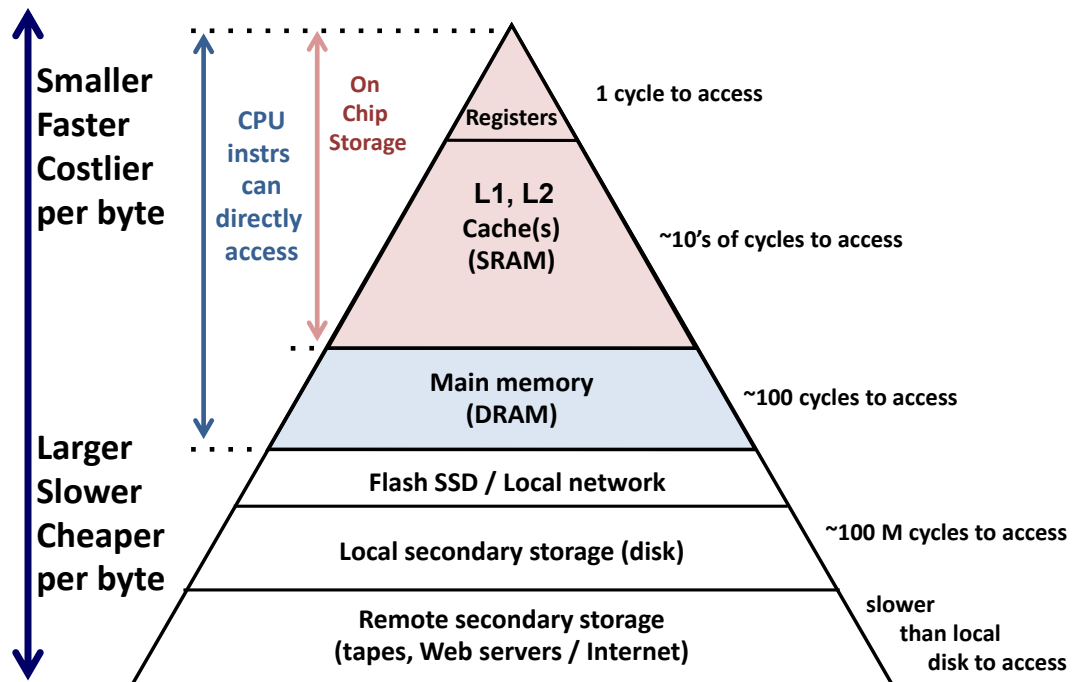 Smaller
Faster
Costlier
per byte
CPU
instrs
can
directly
access
On
Chip
Storage
Registers
1 cycle to access
L1, L2
Cache(s)
(SRAM)
~10’s of cycles to access
Main memory
(DRAM)
~100 cycles to access
Larger
Slower
Cheaper
per byte
Flash SSD / Local network
Local secondary storage (disk)
~100 M cycles to access
Remote secondary storage
(tapes, Web servers / Internet)
slower
than local
disk to access